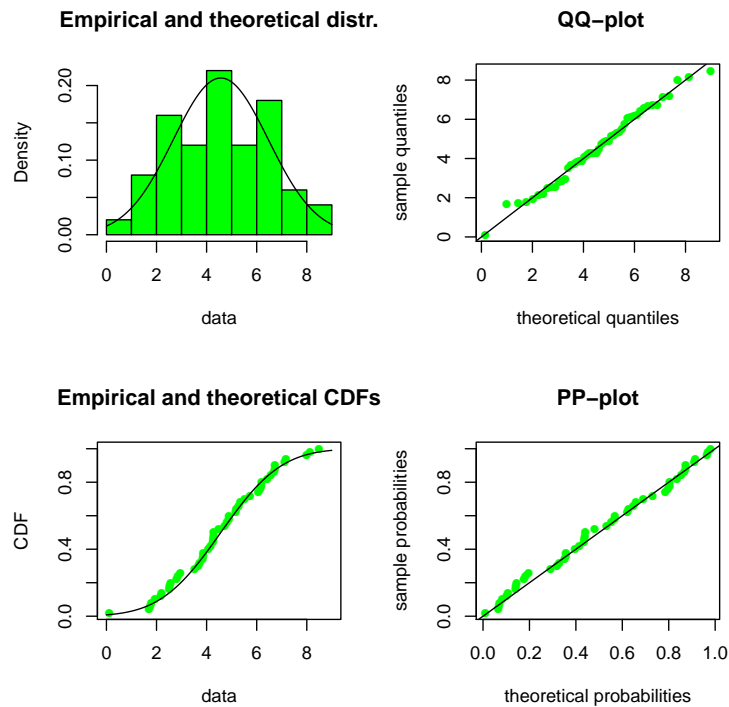 Empirical and theoretical distr.
Density
0.00
0.10
0.20
0 2 4 6 8
data
QQ−plot
sample quantiles
0
2
4
6
8
0 2 4 6 8
theoretical quantiles
Empirical and theoretical CDFs
CDF
0.0
0.4
0.8
0 2 4 6 8
data
PP−plot
sample probabilities
0.0
0.4
0.8
0.0 0.2 0.4 0.6 0.8 1.0
theoretical probabilities